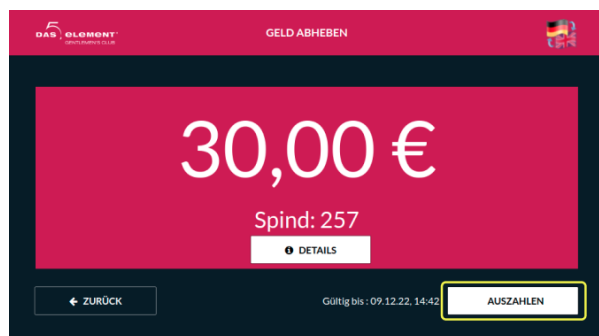 DAS 5 ELEMENT
GENTLEMEN'S CLUB
GELD ABHEBEN
30,00 €
Spind: 257
DETAILS
ZURÜCK
Gültig bis : 09.12.22, 14:42
AUSZAHLEN